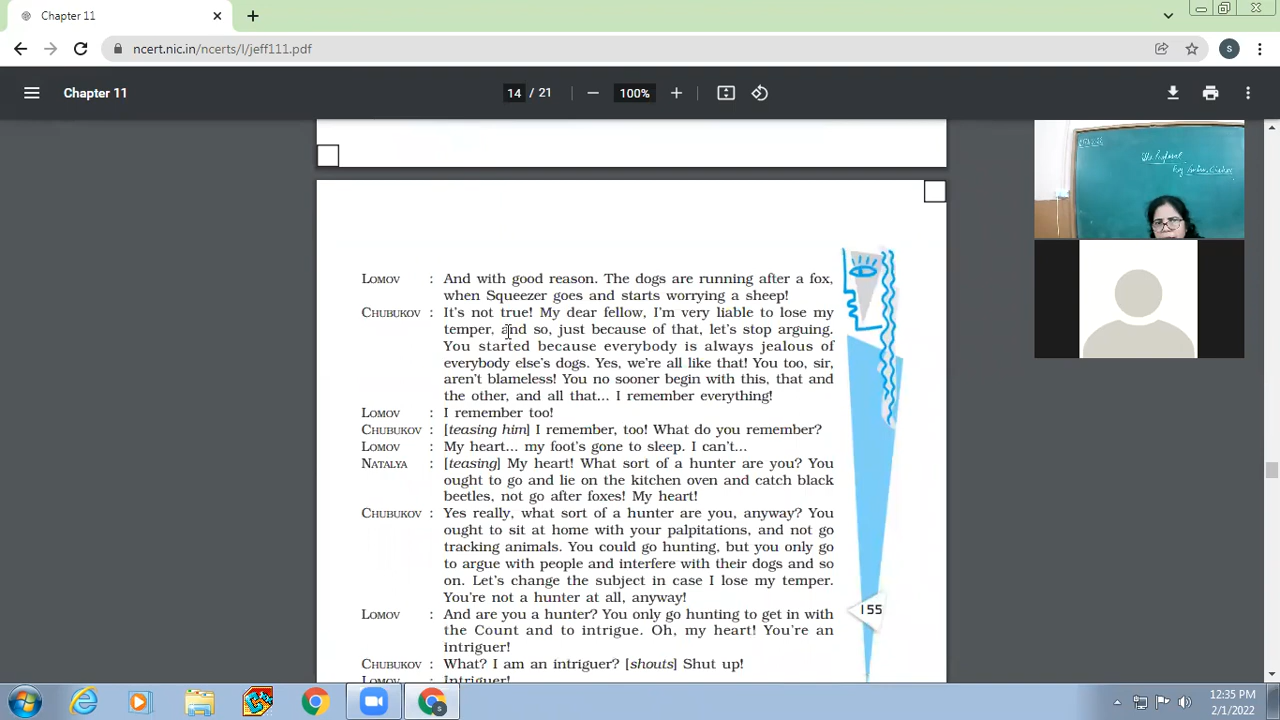 Chapter 11
ncert.nic.in/ncerts/l/jeff111.pdf
S
Chapter 11
14 / 21
100%
LOMOV : And with good reason. The dogs are running after a fox,
when Squeezer goes and starts worrying a sheep!
CHUBUKOV : It's not true! My dear fellow, I'm very liable to lose my
temper, and so, just because of that, let's stop arguing.
You started because everybody is always jealous of
everybody else's dogs. Yes, we're all like that! You too, sir,
aren't blameless! You no sooner begin with this, that and
the other, and all that... I remember everything!
LOMOV : I remember too!
CHUBUKOV : [teasing him] I remember, too! What do you remember?
LOMOV : My heart... my foot's gone to sleep. I can't...
NATALYA : [teasing] My heart! What sort of a hunter are you? You
ought to go and lie on the kitchen oven and catch black
beetles, not go after foxes! My heart!
CHUBUKOV : Yes really, what sort of a hunter are you, anyway? You
ought to sit at home with your palpitations, and not go
tracking animals. You could go hunting, but you only go
to argue with people and interfere with their dogs and so
on. Let's change the subject in case I lose my temper.
You're not a hunter at all, anyway!
LOMOV : And are you a hunter? You only go hunting to get in with
the Count and to intrigue. Oh, my heart! You're an
intriguer!
CHUBUKOV : What? I am an intriguer? [shouts] Shut up!
LOMOV : Intriguer!
155
The Proposal
12:35 PM
2/1/2022